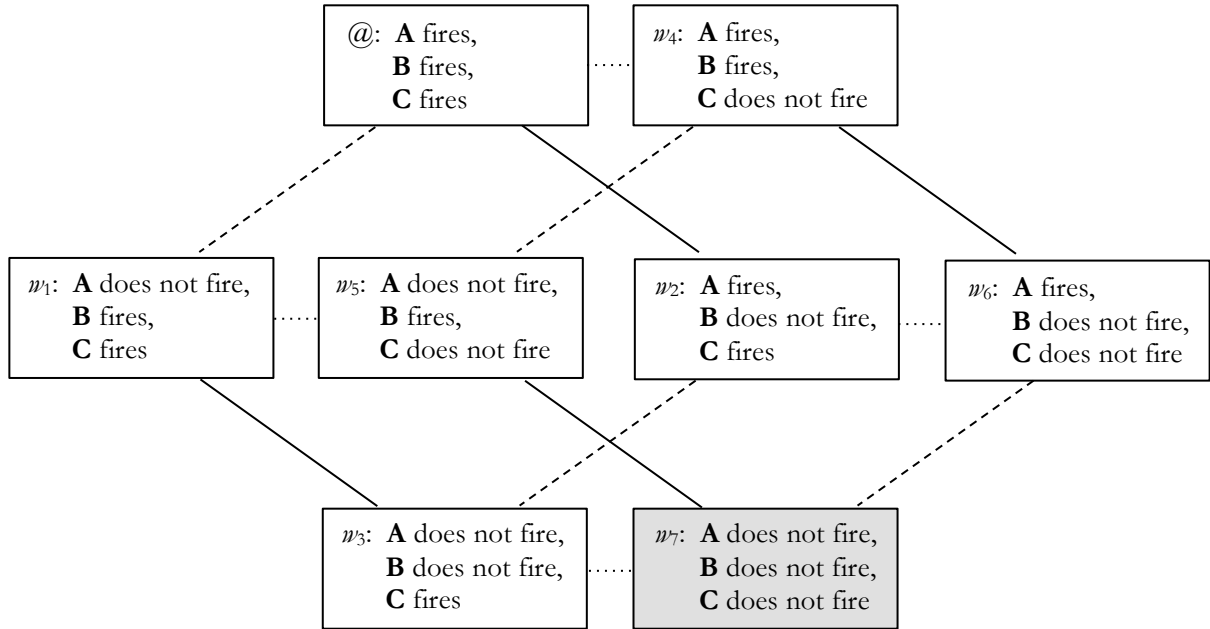 @: A fires,
B fires,
C fires
w4: A fires,
B fires,
C does not fire
w1: A does not fire,
B fires,
C fires
w5: A does not fire,
B fires,
C does not fire
w2: A fires,
B does not fire,
C fires
w6: A fires,
B does not fire,
C does not fire
w3: A does not fire,
B does not fire,
C fires
w7: A does not fire,
B does not fire,
C does not fire